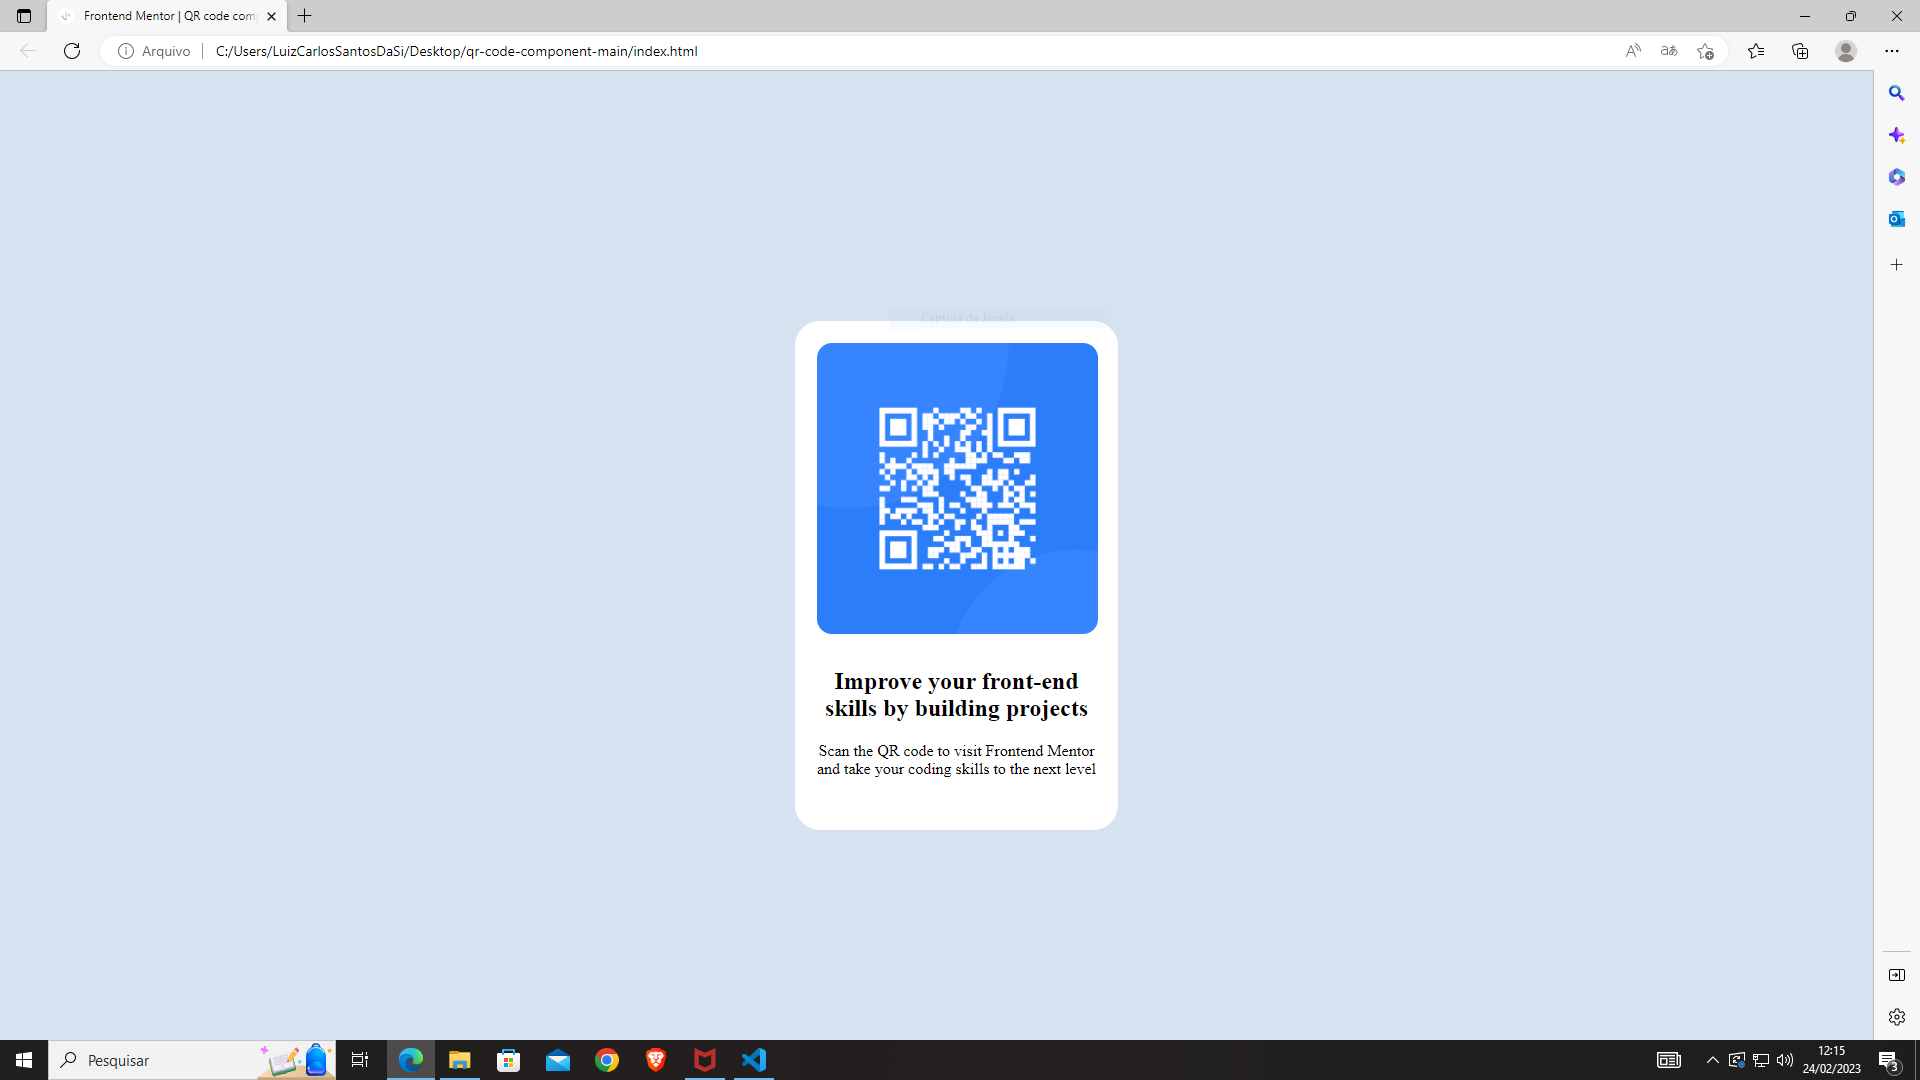 Frontend Mentor | QR code comp
Arquivo
C:/Users/LuizCarlosSantosDaSi/Desktop/qr-code-component-main/index.html
Captura de Janela
Improve your front-end
skills by building projects
Scan the QR code to visit Frontend Mentor
and take your coding skills to the next level
Pesquisar
12:15
24/02/2023
3